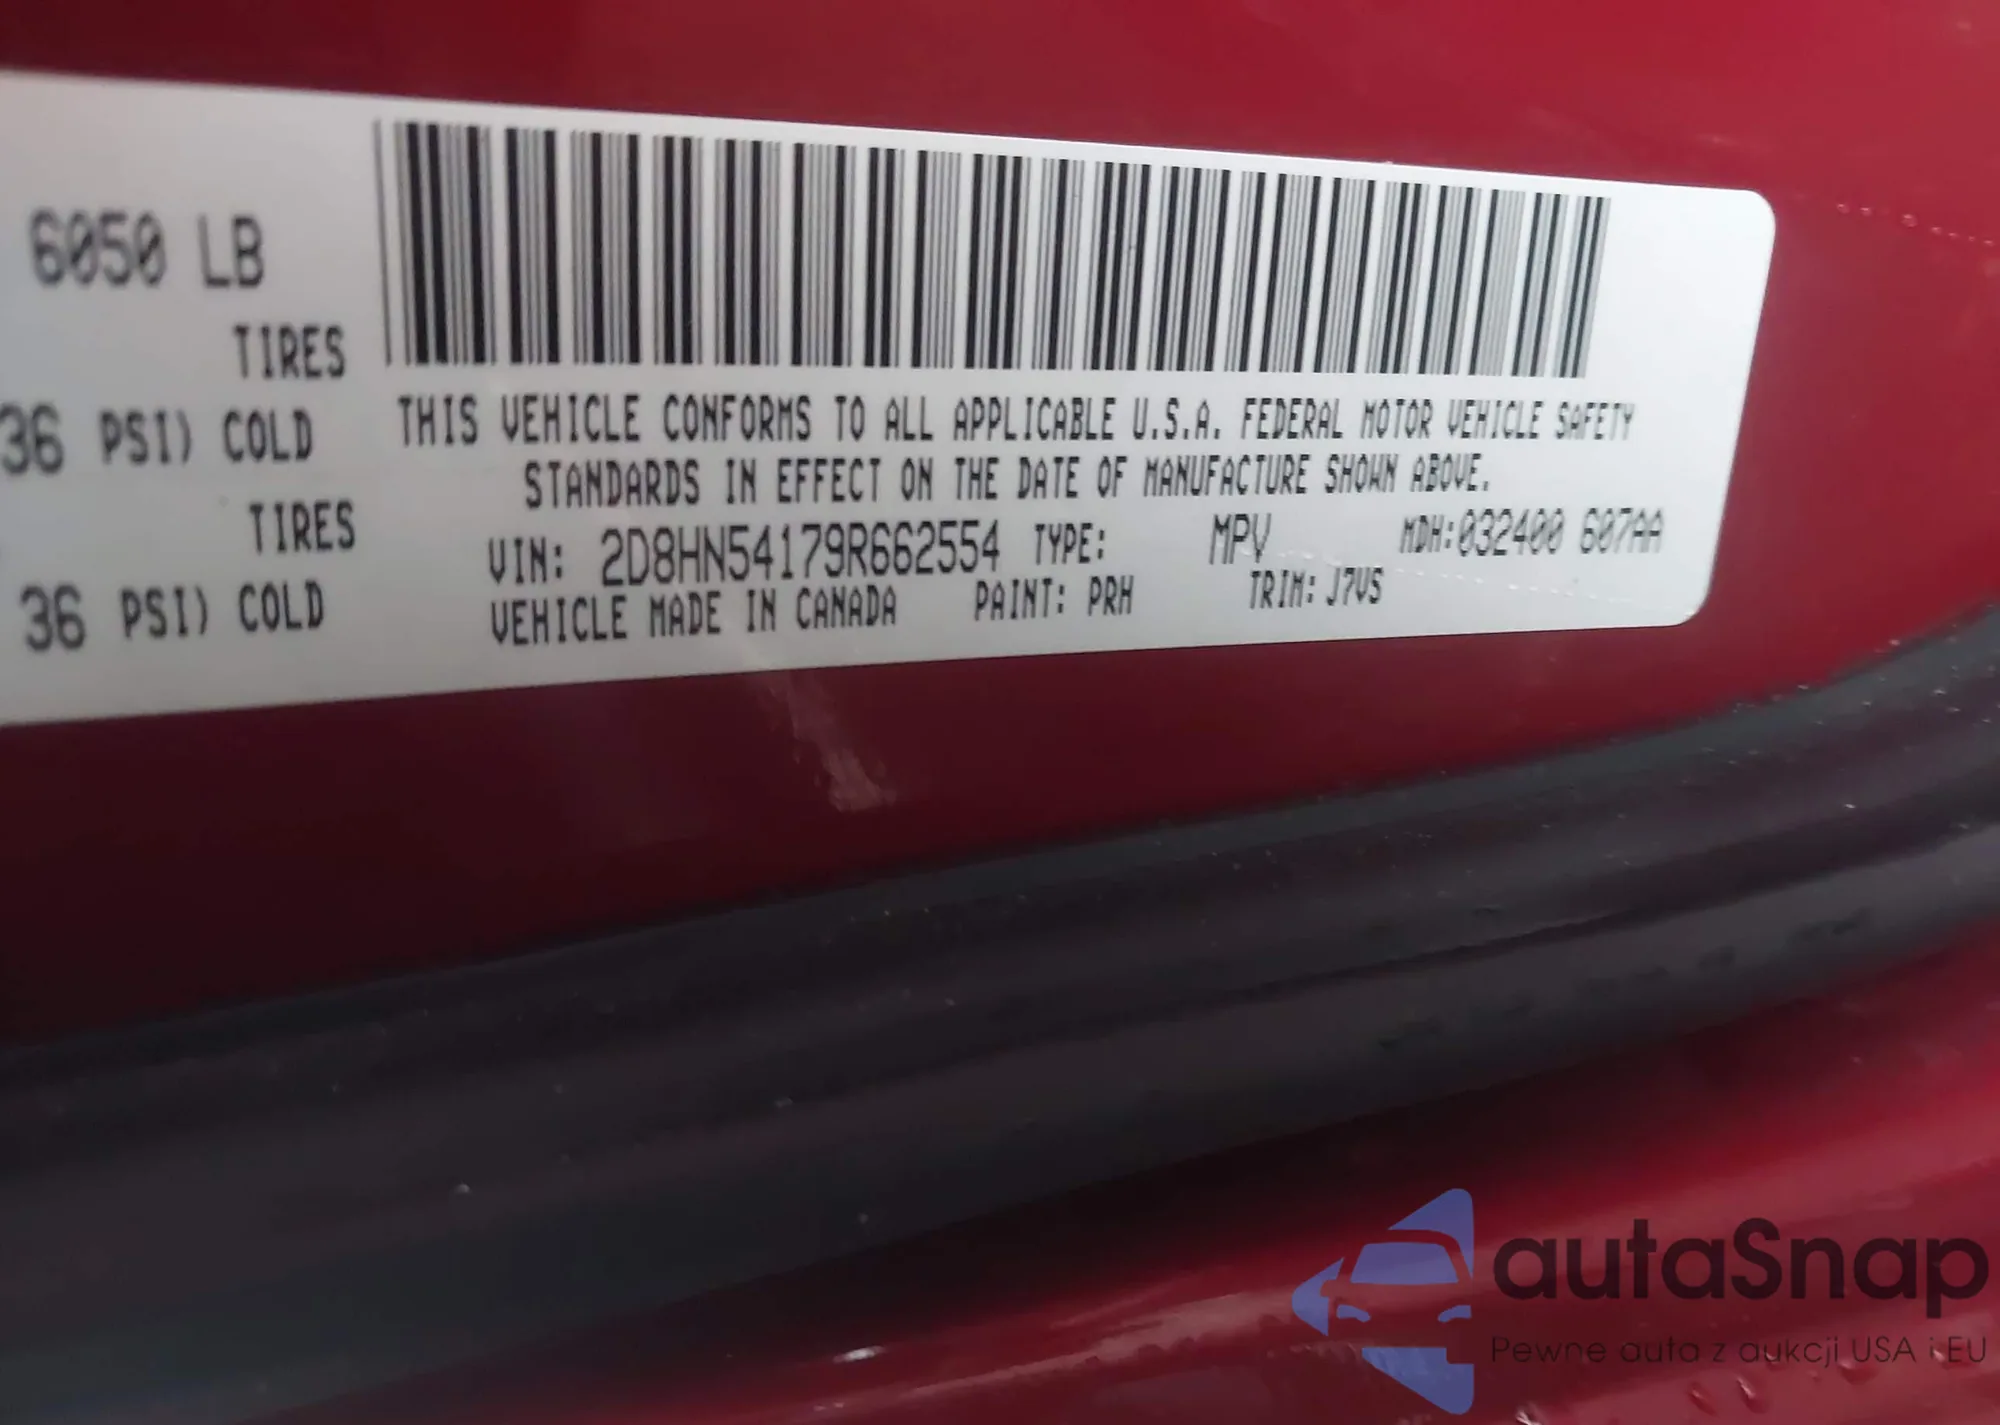 6050 LB
TIRES
36 PSI) COLD
TIRES
36 PSI) COLD
THIS VEHICLE CONFORMS TO ALL APPLICABLE U.S.A. FEDERAL MOTOR VEHICLE SAFETY
STANDARDS IN EFFECT ON THE DATE OF MANUFACTURE SHOWN ABOVE.
VIN: 2D8HN54179R662554 TYPE: MPV MDH:032400 607AA
VEHICLE MADE IN CANADA PAINT: PRH TRIM: J7VS
autaSnap
Pewne auta z aukcji USA i EU